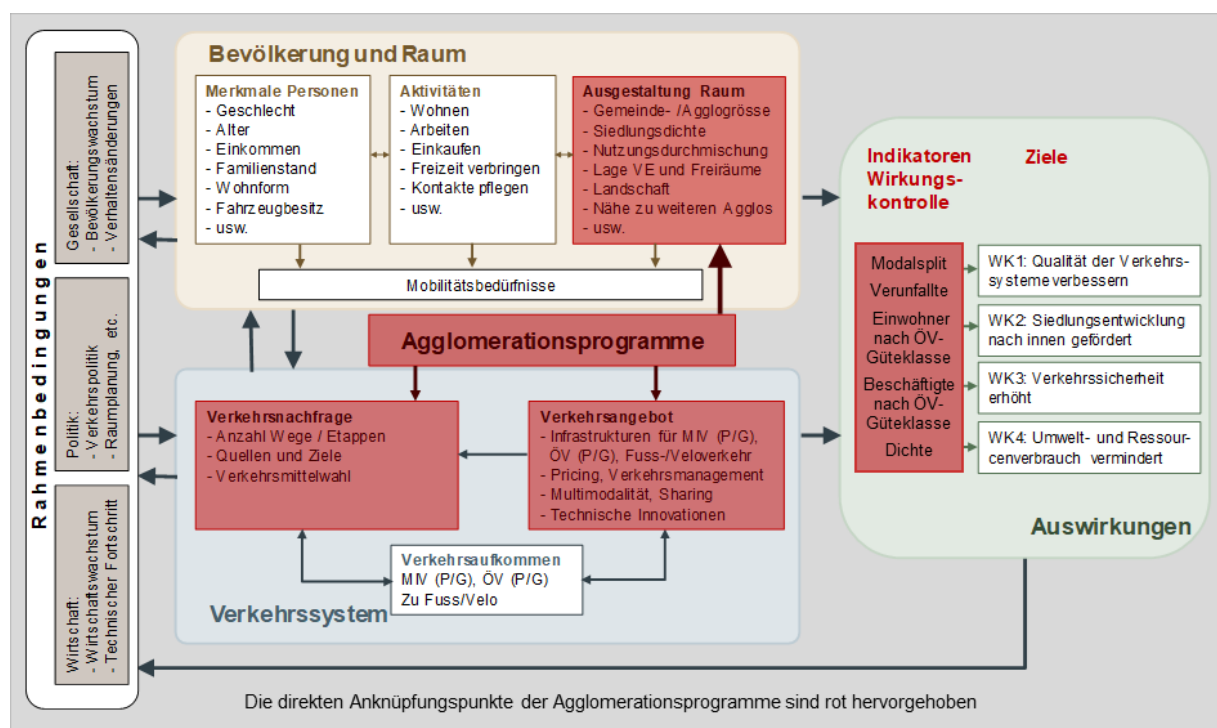 Rahmenbedingungen
Gesellschaft:
- Bevölkerungswachstum
- Verhaltensänderungen
Politik:
- Verkehrspolitik
- Raumplanung, etc.
Wirtschaft:
- Wirtschaftswachstum
- Technischer Fortschritt
Bevölkerung und Raum
Merkmale Personen
- Geschlecht
- Alter
- Einkommen
- Familienstand
- Wohnform
- Fahrzeugbesitz
- usw.
Aktivitäten
- Wohnen
- Arbeiten
- Einkaufen
- Freizeit verbringen
- Kontakte pflegen
- usw.
Ausgestaltung Raum
- Gemeinde- /Agglogrösse
- Siedlungsdichte
- Nutzungsdurchmischung
- Lage VE und Freiräume
- Landschaft
- Nähe zu weiteren Agglos
- usw.
Mobilitätsbedürfnisse
Agglomerationsprogramme
Verkehrsnachfrage
- Anzahl Wege / Etappen
- Quellen und Ziele
- Verkehrsmittelwahl
Verkehrsangebot
- Infrastrukturen für MIV (P/G),
ÖV (P/G), Fuss-/Veloverkehr
- Pricing, Verkehrsmanagement
- Multimodalität, Sharing
- Technische Innovationen
Verkehrsaufkommen
MIV (P/G), ÖV (P/G)
Zu Fuss/Velo
Verkehrssystem
Indikatoren
Wirkungs-
kontrolle
Ziele
Modalsplit
Verunfallte
Einwohner
nach ÖV-
Güteklasse
Beschäftigte
nach ÖV-
Güteklasse
Dichte
WK1: Qualität der Verkehrs-
systeme verbessern
WK2: Siedlungsentwicklung
nach innen gefördert
WK3: Verkehrssicherheit
erhöht
WK4: Umwelt- und Ressour-
cenverbrauch vermindert
Auswirkungen
Die direkten Anknüpfungspunkte der Agglomerationsprogramme sind rot hervorgehoben